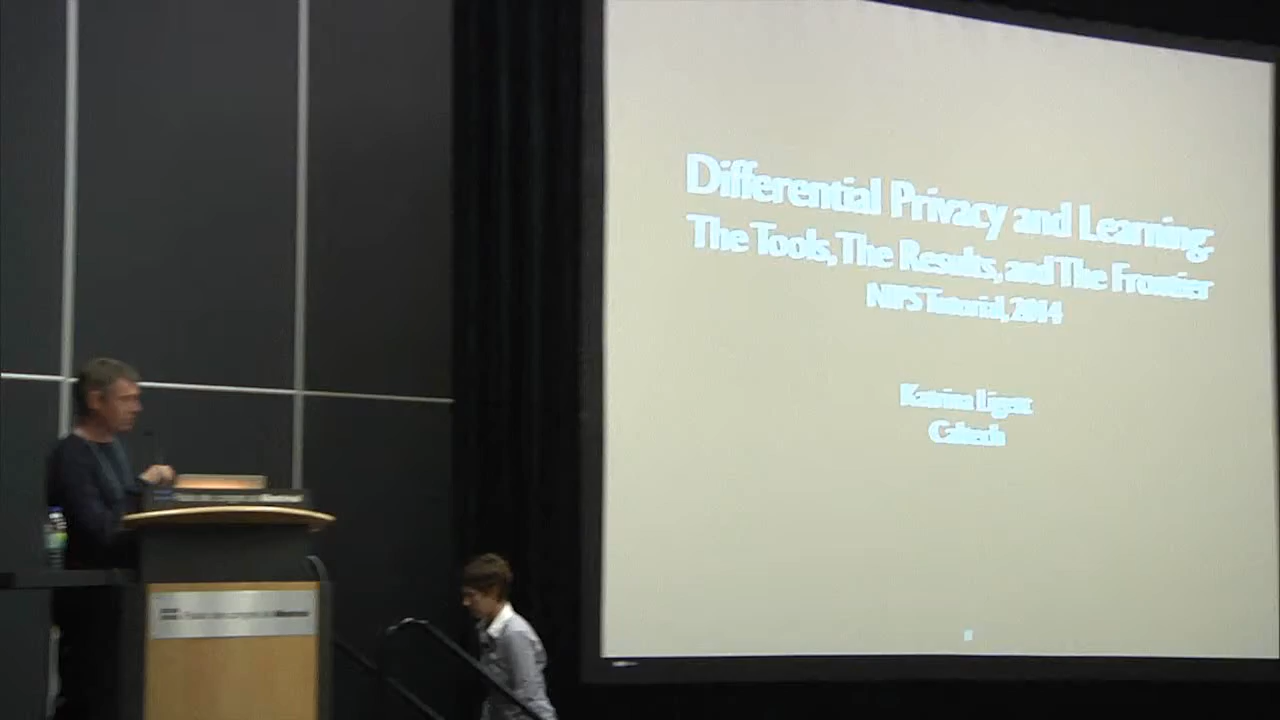 Differential Privacy and Learning:
The Tools, The Results, and The Frontier
NIPS Tutorial, 2014
Katrina Ligett
Caltech